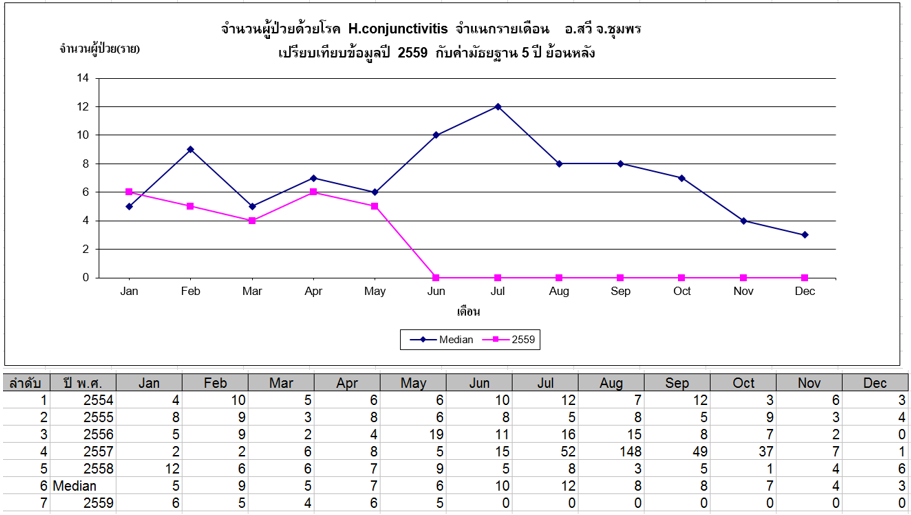 จำนวนผู้ป่วยด้วยโรค H.conjunctivitis จำแนกรายเดือน อ.สวี จ.ชุมพร
เปรียบเทียบข้อมูลปี 2559 กับค่ามัธยฐาน 5 ปี ย้อนหลัง
จำนวนผู้ป่วย(ราย)
14
12
10
8
6
4
2
0
Jan Feb Mar Apr May Jun Jul Aug Sep Oct Nov Dec
เดือน
Median 2559
ลำดับ ปี พ.ศ. Jan Feb Mar Apr May Jun Jul Aug Sep Oct Nov Dec
1 2554 4 10 5 6 6 10 12 7 12 3 6 3
2 2555 8 9 3 8 6 8 5 8 5 9 3 4
3 2556 5 9 2 4 19 11 16 15 8 7 2 0
4 2557 2 2 6 8 5 15 52 148 49 37 7 1
5 2558 12 6 6 7 9 5 8 3 5 1 4 6
6 Median 5 9 5 7 6 10 12 8 8 7 4 3
7 2559 6 5 4 6 5 0 0 0 0 0 0 0